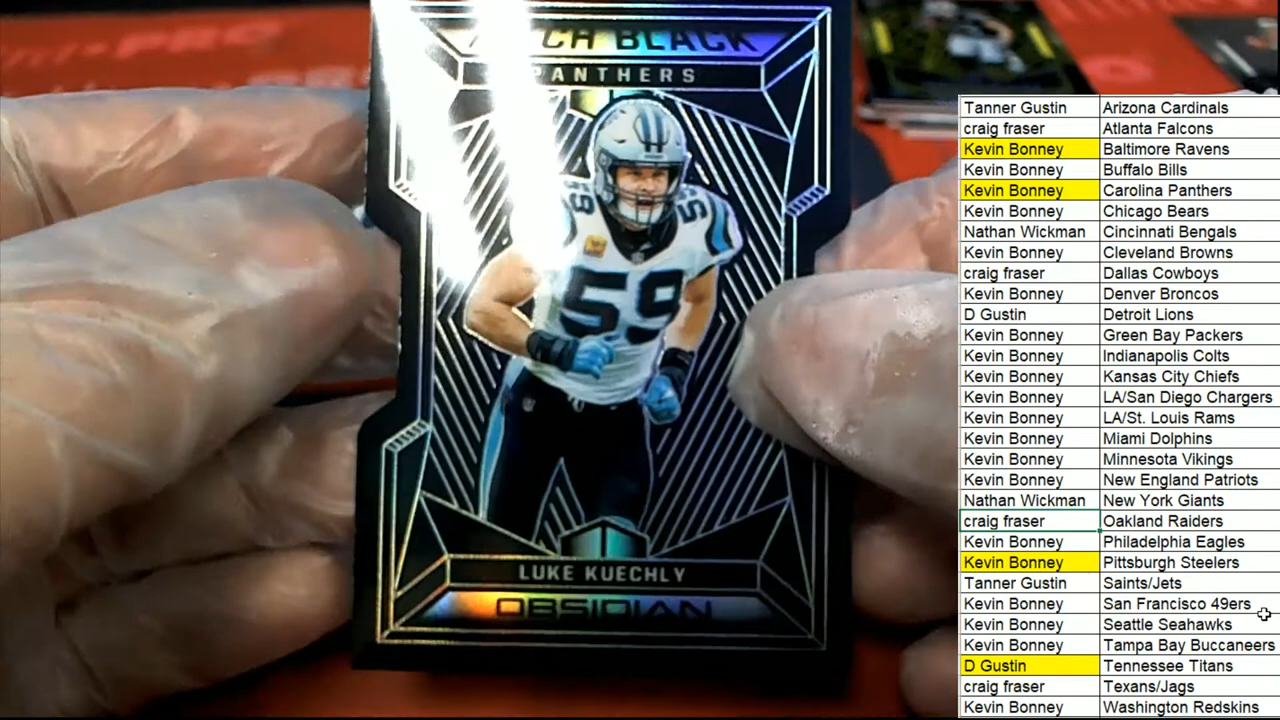 CH BLACK
PANTHERS
59
59
LUKE KUECHLY
OBSIDIAN
Tanner Gustin Arizona Cardinals
craig fraser Atlanta Falcons
Kevin Bonney Baltimore Ravens
Kevin Bonney Buffalo Bills
Kevin Bonney Carolina Panthers
Kevin Bonney Chicago Bears
Nathan Wickman Cincinnati Bengals
Kevin Bonney Cleveland Browns
craig fraser Dallas Cowboys
Kevin Bonney Denver Broncos
D Gustin Detroit Lions
Kevin Bonney Green Bay Packers
Kevin Bonney Indianapolis Colts
Kevin Bonney Kansas City Chiefs
Kevin Bonney LA/San Diego Chargers
Kevin Bonney LA/St. Louis Rams
Kevin Bonney Miami Dolphins
Kevin Bonney Minnesota Vikings
Kevin Bonney New England Patriots
Nathan Wickman New York Giants
craig fraser Oakland Raiders
Kevin Bonney Philadelphia Eagles
Kevin Bonney Pittsburgh Steelers
Tanner Gustin Saints/Jets
Kevin Bonney San Francisco 49ers
Kevin Bonney Seattle Seahawks
Kevin Bonney Tampa Bay Buccaneers
D Gustin Tennessee Titans
craig fraser Texans/Jags
Kevin Bonney Washington Redskins